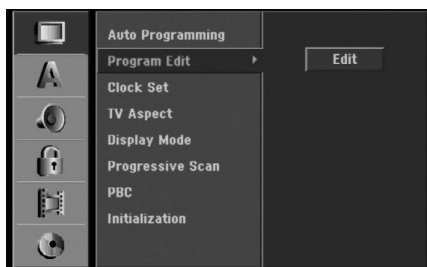 Auto Programming
Program Edit
Edit
Clock Set
TV Aspect
Display Mode
Progressive Scan
PBC
Initialization
A